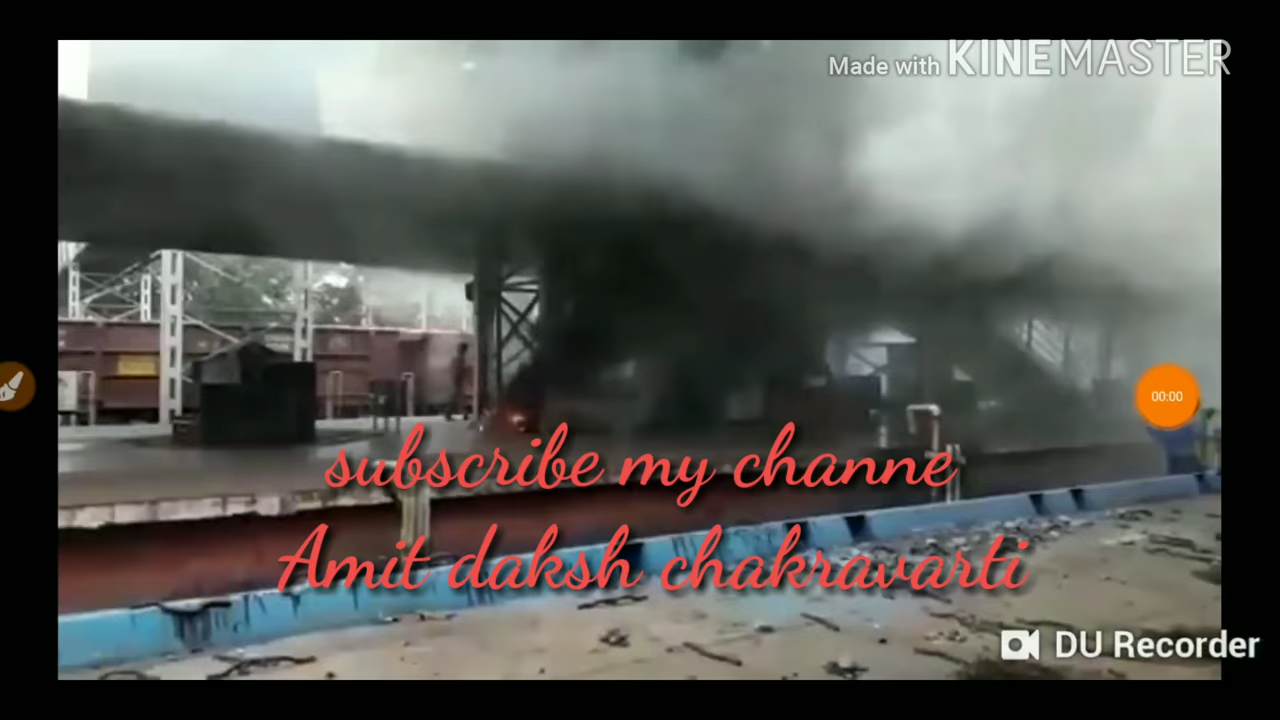 Made with KINEMASTER
00:00
subscribe my channe
Amit daksh chakravarti
DU Recorder